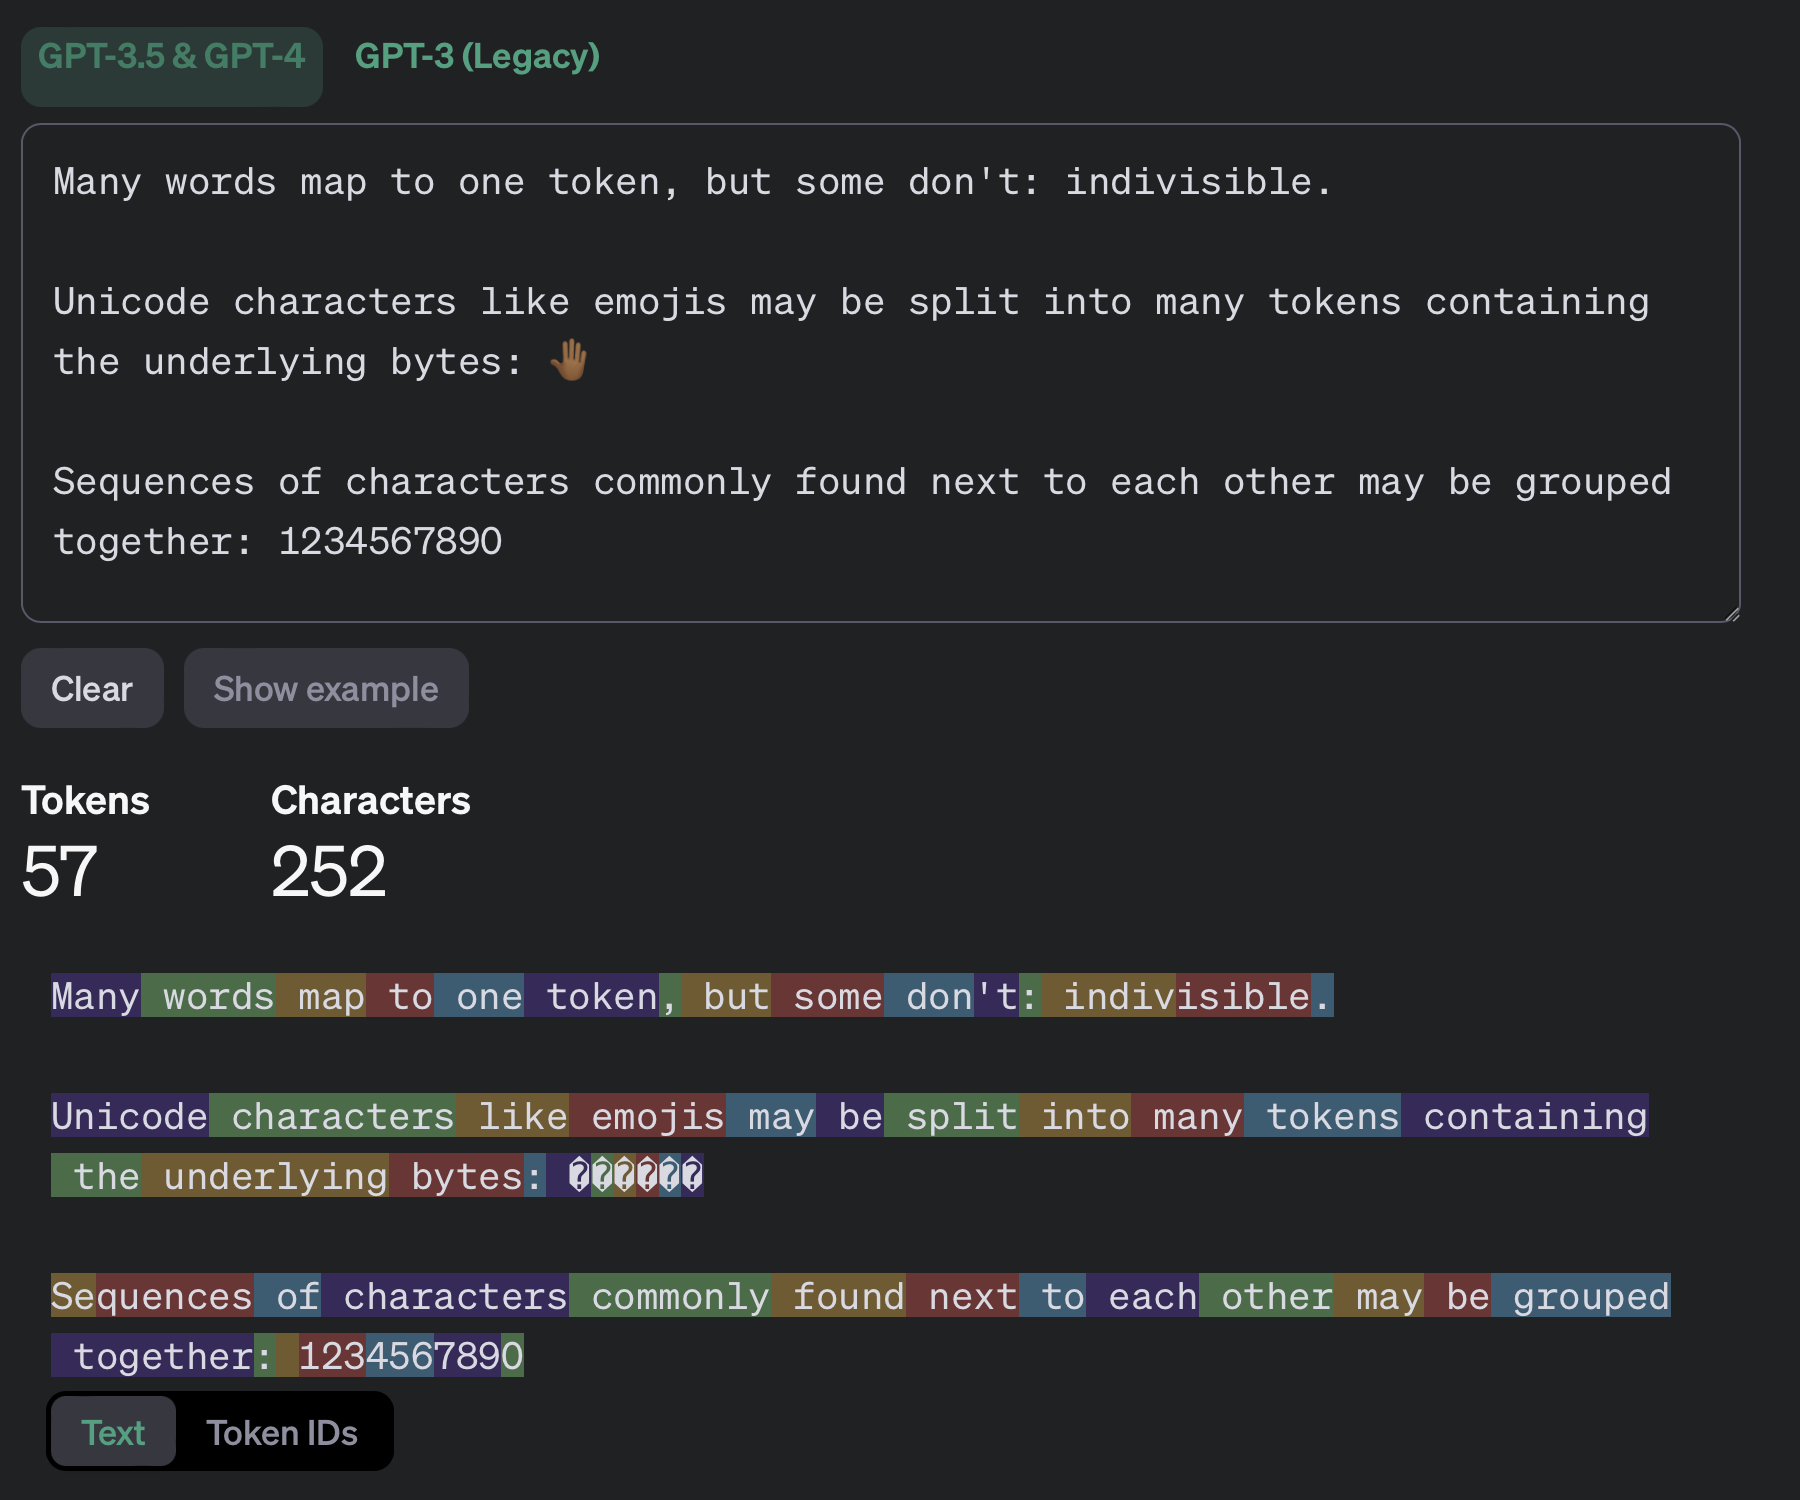 GPT-3.5 & GPT-4 GPT-3 (Legacy)
Many words map to one token, but some don't: indivisible.
Unicode characters like emojis may be split into many tokens containing
the underlying bytes: 🤚🏾
Sequences of characters commonly found next to each other may be grouped
together: 1234567890
Clear Show example
Tokens Characters
57 252
Many words map to one token, but some don't: indivisible.
Unicode characters like emojis may be split into many tokens containing
the underlying bytes: ������
Sequences of characters commonly found next to each other may be grouped
together: 1234567890
Text Token IDs